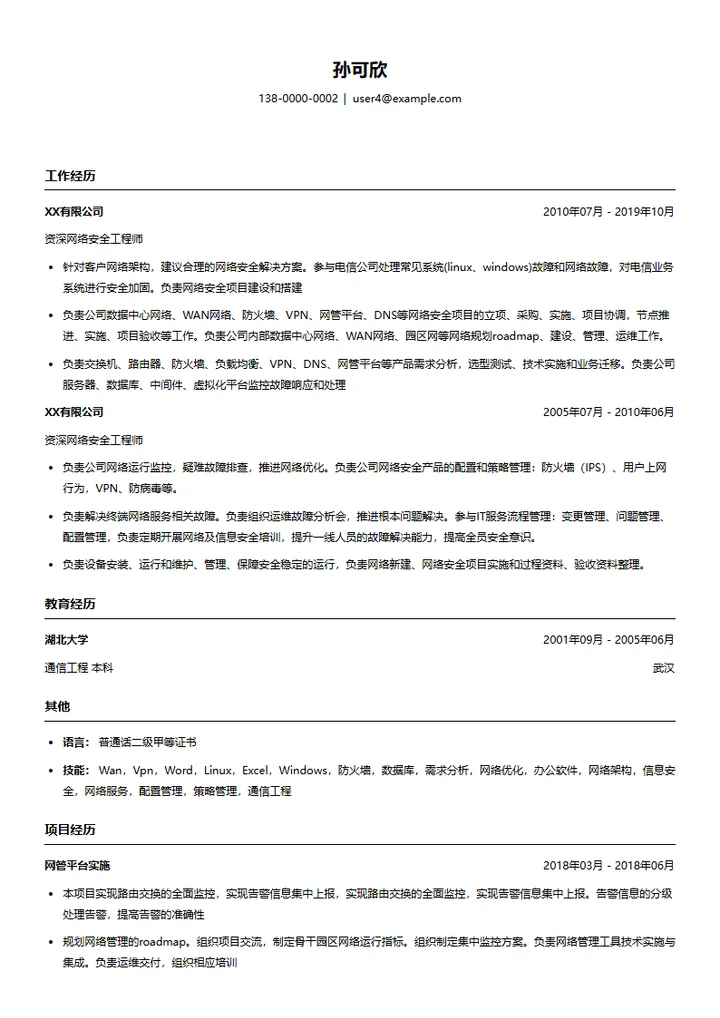 孙可欣
138-0000-0002 | user4@example.com
工作经历
XX有限公司 2010年07月 - 2019年10月
资深网络安全工程师
• 针对客户网络架构，建议合理的网络安全解决方案。参与电信公司处理常见系统(linux、windows)故障和网络故障，对电信业务
系统进行安全加固。负责网络安全项目建设和搭建
• 负责公司数据中心网络、WAN网络、防火墙、VPN、网管平台、DNS等网络安全项目的立项、采购、实施、项目协调，节点推
进、实施、项目验收等工作。负责公司内部数据中心网络、WAN网络、园区网等网络规划roadmap、建设、管理、运维工作。
• 负责交换机、路由器、防火墙、负载均衡、VPN、DNS、网管平台等产品需求分析，选型测试、技术实施和业务迁移。负责公司
服务器、数据库、中间件、虚拟化平台监控故障响应和处理
XX有限公司 2005年07月 - 2010年06月
资深网络安全工程师
• 负责公司网络运行监控，疑难故障排查，推进网络优化。负责公司网络安全产品的配置和策略管理：防火墙（IPS）、用户上网
行为，VPN、防病毒等。
• 负责解决终端网络服务相关故障。负责组织运维故障分析会，推进根本问题解决。参与IT服务流程管理：变更管理、问题管理、
配置管理，负责定期开展网络及信息安全培训，提升一线人员的故障解决能力，提高全员安全意识。
• 负责设备安装、运行和维护、管理、保障安全稳定的运行，负责网络新建、网络安全项目实施和过程资料、验收资料整理。
教育经历
湖北大学 2001年09月 - 2005年06月
通信工程 本科 武汉
其他
• 语言： 普通话二级甲等证书
• 技能： Wan，Vpn，Word，Linux，Excel，Windows，防火墙，数据库，需求分析，网络优化，办公软件，网络架构，信息安
全，网络服务，配置管理，策略管理，通信工程
项目经历
网管平台实施 2018年03月 - 2018年06月
• 本项目实现路由交换的全面监控，实现告警信息集中上报，实现路由交换的全面监控，实现告警信息集中上报。告警信息的分级
处理告警，提高告警的准确性
• 规划网络管理的roadmap。组织项目交流，制定骨干园区网络运行指标。组织制定集中监控方案。负责网络管理工具技术实施与
集成。负责运维交付，组织相应培训